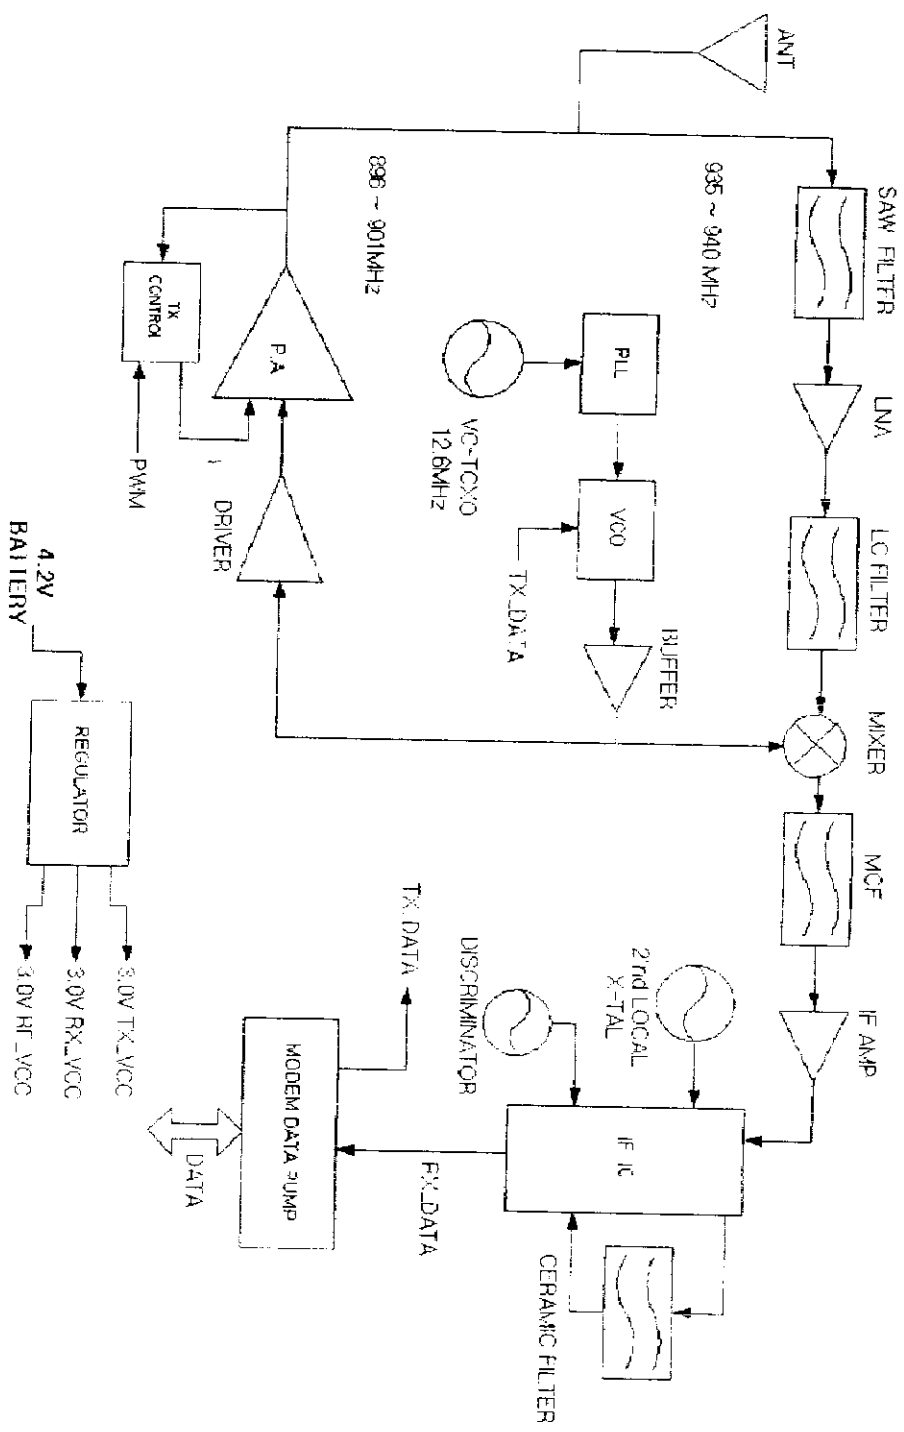 ANT
SAW FILTER
LNA
LC FILTER
MIXER
MCF
IF AMP
935 ~ 940 MHz
896 ~ 901MHz
PLL
VCO
BUFFER
VC-TCXO
12.6MHz
TX_DATA
P.A
TX
CONTROL
PWM
DRIVER
2'nd LOCAL
X-TAL
DISCRIMINATOR
IF IC
CERAMIC FILTER
RX_DATA
TX_DATA
MODEM DATA PUMP
DATA
4.2V
BATTERY
REGULATOR
3.0V TX_VCC
3.0V RX_VCC
3.0V RF_VCC